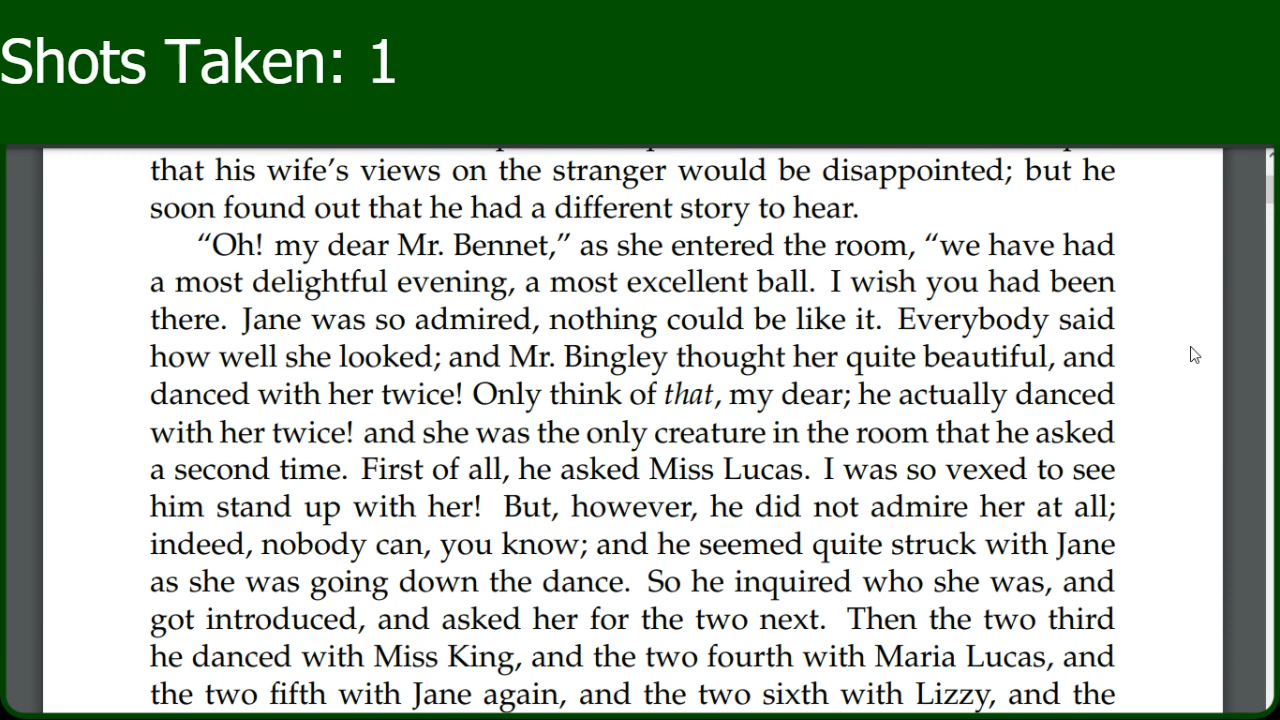 Shots Taken: 1
that his wife’s views on the stranger would be disappointed; but he
soon found out that he had a different story to hear.
“Oh! my dear Mr. Bennet,” as she entered the room, “we have had
a most delightful evening, a most excellent ball. I wish you had been
there. Jane was so admired, nothing could be like it. Everybody said
how well she looked; and Mr. Bingley thought her quite beautiful, and
danced with her twice! Only think of that, my dear; he actually danced
with her twice! and she was the only creature in the room that he asked
a second time. First of all, he asked Miss Lucas. I was so vexed to see
him stand up with her! But, however, he did not admire her at all;
indeed, nobody can, you know; and he seemed quite struck with Jane
as she was going down the dance. So he inquired who she was, and
got introduced, and asked her for the two next. Then the two third
he danced with Miss King, and the two fourth with Maria Lucas, and
the two fifth with Jane again, and the two sixth with Lizzy, and the